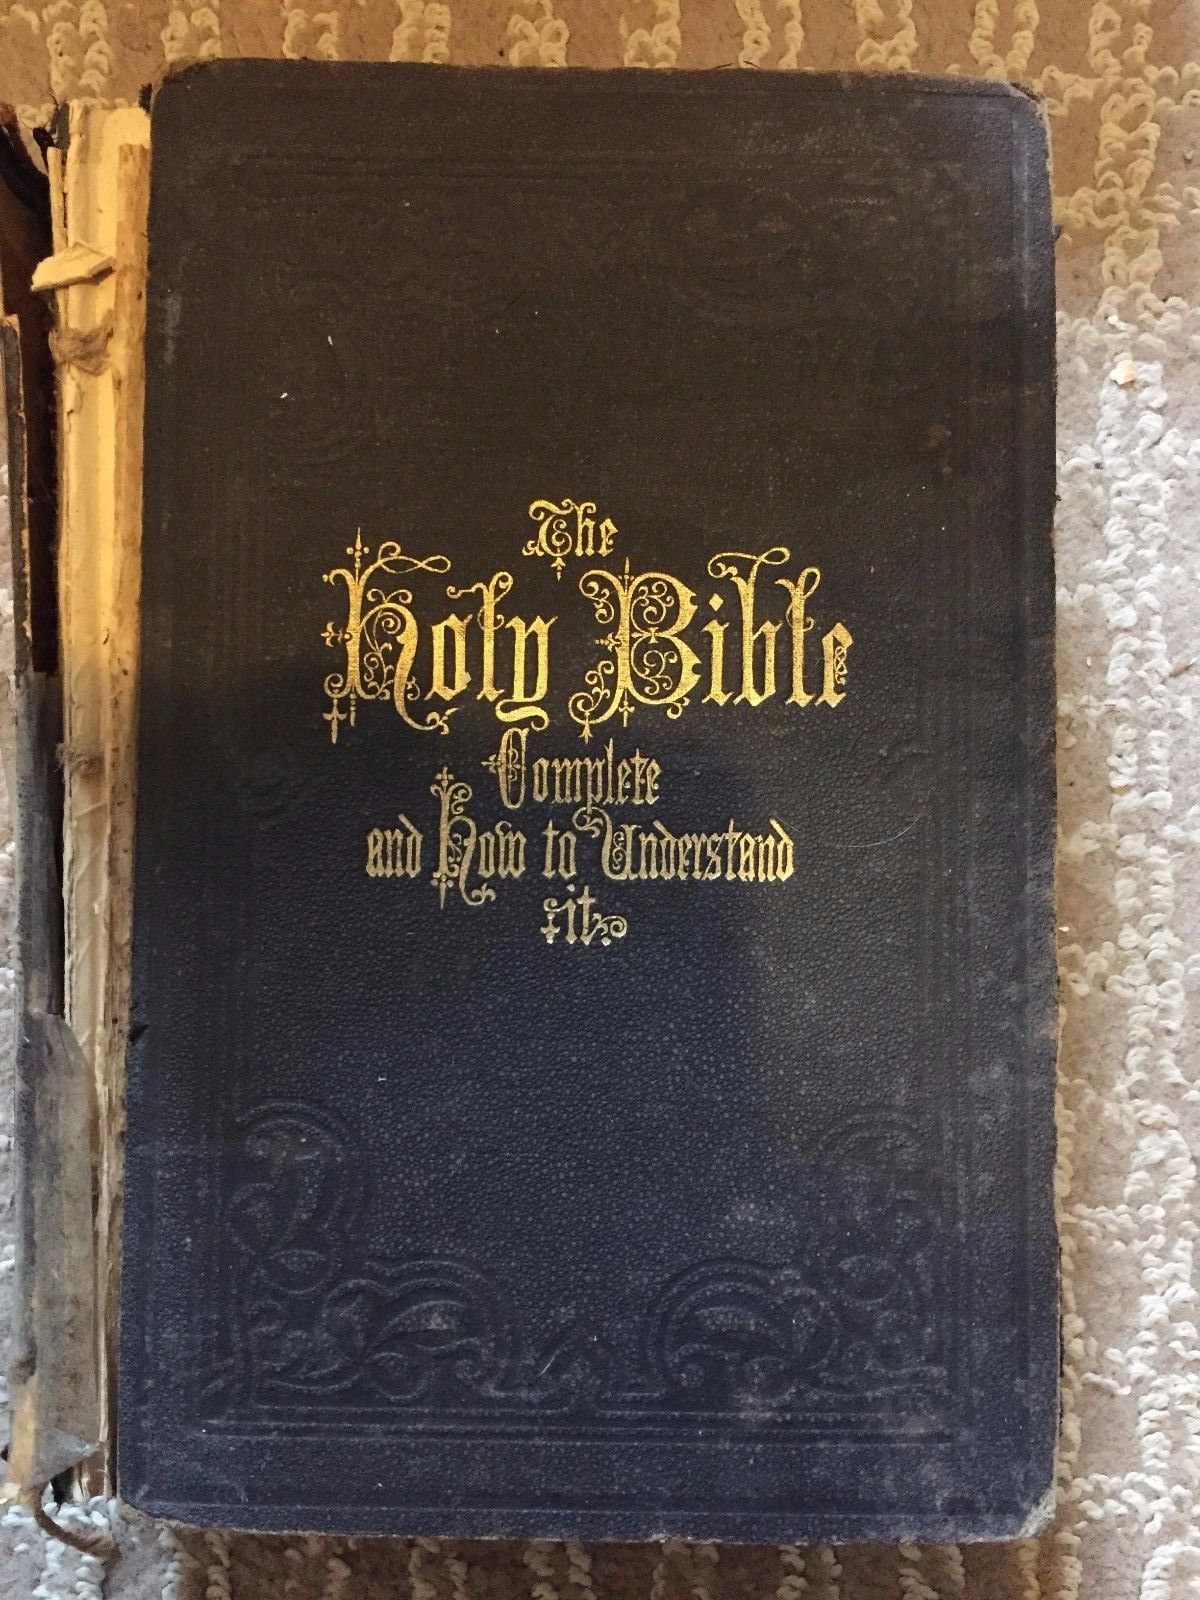 The
Holy Bible
Complete
and How to Understand
it.